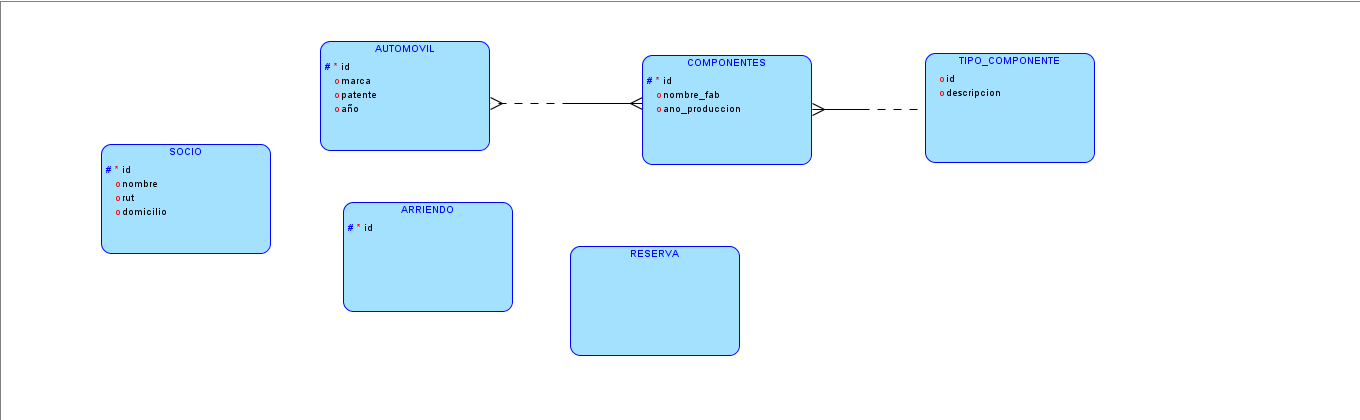 AUTOMOVIL
# * id
o marca
o patente
o año
COMPONENTES
# * id
o nombre_fab
o ano_produccion
TIPO_COMPONENTE
o id
o descripcion
SOCIO
# * id
o nombre
o rut
o domicilio
ARRIENDO
# * id
RESERVA